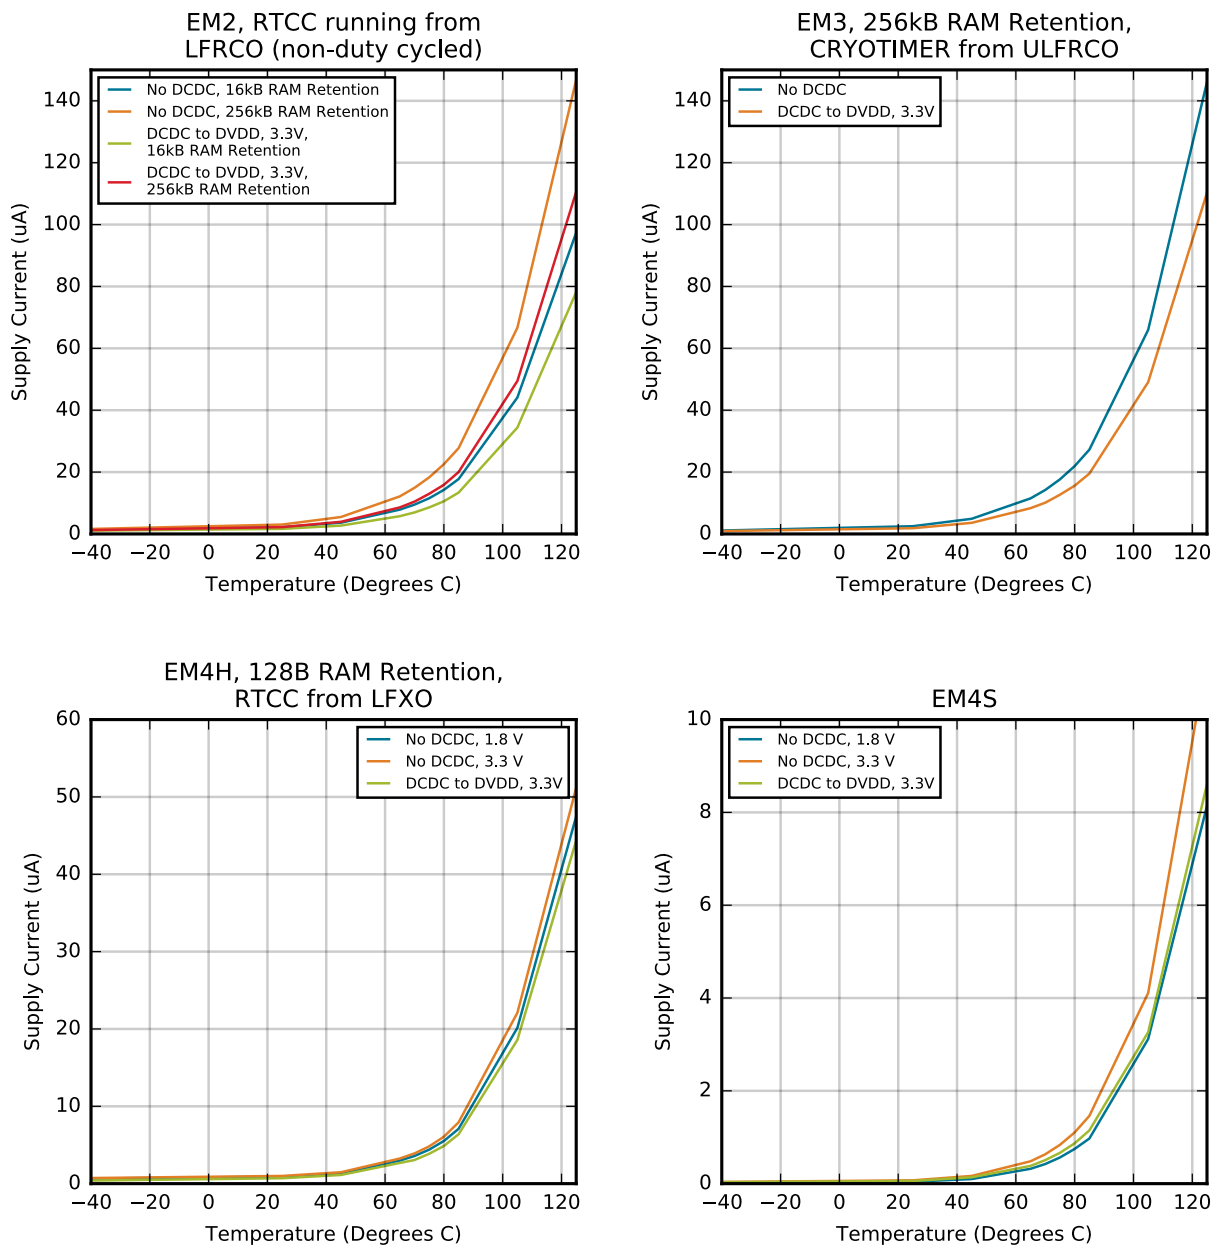 EM2, RTCC running from
LFRCO (non-duty cycled)
No DCDC, 16kB RAM Retention
No DCDC, 256kB RAM Retention
DCDC to DVDD, 3.3V,
16kB RAM Retention
DCDC to DVDD, 3.3V,
256kB RAM Retention
Supply Current (uA)
140
120
100
80
60
40
20
0
−40 −20 0 20 40 60 80 100 120
Temperature (Degrees C)
EM3, 256kB RAM Retention,
CRYOTIMER from ULFRCO
No DCDC
DCDC to DVDD, 3.3V
Supply Current (uA)
140
120
100
80
60
40
20
0
−40 −20 0 20 40 60 80 100 120
Temperature (Degrees C)
EM4H, 128B RAM Retention,
RTCC from LFXO
No DCDC, 1.8 V
No DCDC, 3.3 V
DCDC to DVDD, 3.3V
Supply Current (uA)
60
50
40
30
20
10
0
−40 −20 0 20 40 60 80 100 120
Temperature (Degrees C)
EM4S
No DCDC, 1.8 V
No DCDC, 3.3 V
DCDC to DVDD, 3.3V
Supply Current (uA)
10
8
6
4
2
0
−40 −20 0 20 40 60 80 100 120
Temperature (Degrees C)